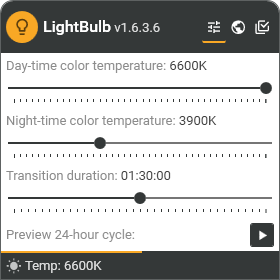 LightBulb v1.6.3.6
Day-time color temperature: 6600K
Night-time color temperature: 3900K
Transition duration: 01:30:00
Preview 24-hour cycle:
Temp: 6600K